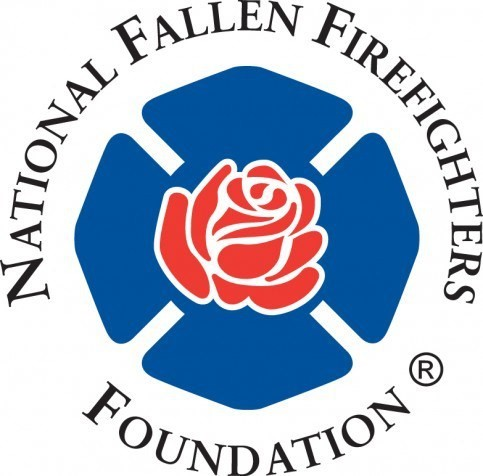 NATIONAL FALLEN FIREFIGHTERS
FOUNDATION ®